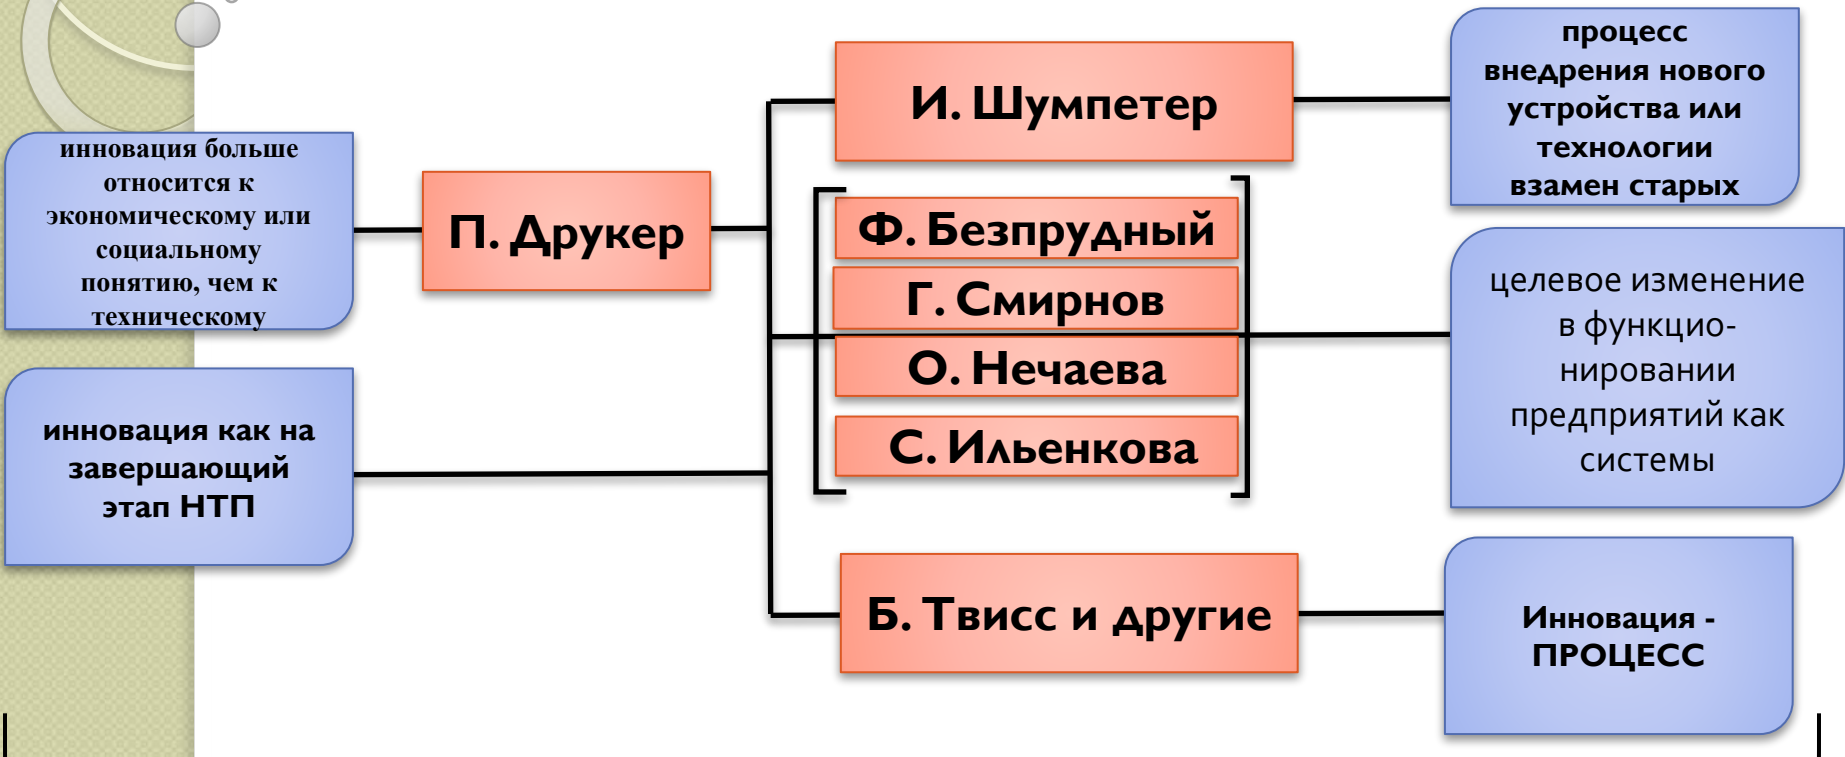 инновация больше
относится к
экономическому или
социальному
понятию, чем к
техническому
инновация как на
завершающий
этап НТП
П. Друкер
И. Шумпетер
Ф. Безпрудный
Г. Смирнов
О. Нечаева
С. Ильенкова
Б. Твисс и другие
процесс
внедрения нового
устройства или
технологии
взамен старых
целевое изменение
в функцио-
нировании
предприятий как
системы
Инновация -
ПРОЦЕСС